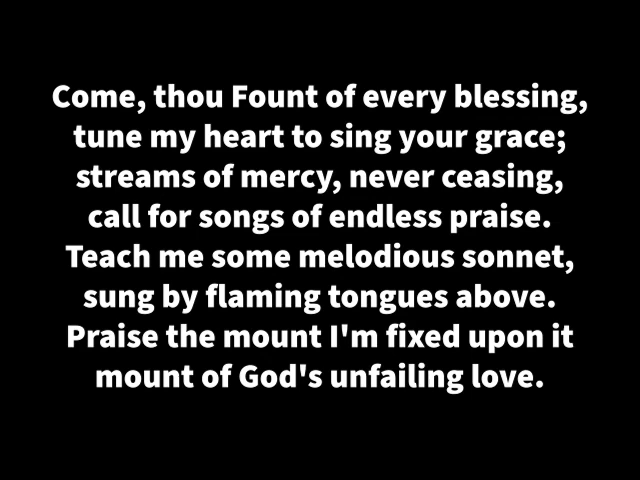 Come, thou Fount of every blessing,
tune my heart to sing your grace;
streams of mercy, never ceasing,
call for songs of endless praise.
Teach me some melodious sonnet,
sung by flaming tongues above.
Praise the mount I'm fixed upon it
mount of God's unfailing love.